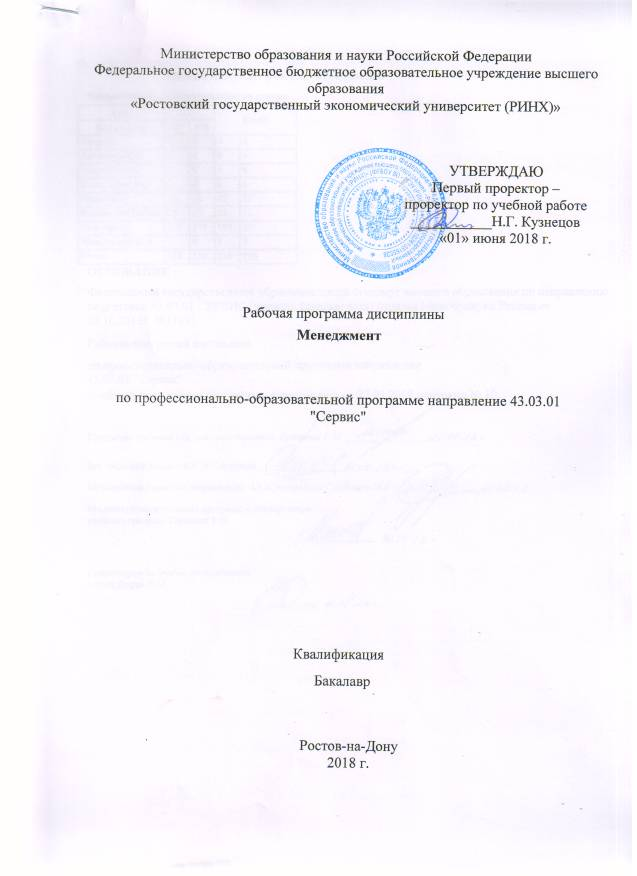 Министерство образования и науки Российской Федерации
Федеральное государственное бюджетное образовательное учреждение высшего
образования
«Ростовский государственный экономический университет (РИНХ)»
УТВЕРЖДАЮ
Первый проректор –
проректор по учебной работе
Н.Г. Кузнецов
«01» июня 2018 г.
Рабочая программа дисциплины
Менеджмент
по профессионально-образовательной программе направление 43.03.01
"Сервис"
Квалификация
Бакалавр
Ростов-на-Дону
2018 г.